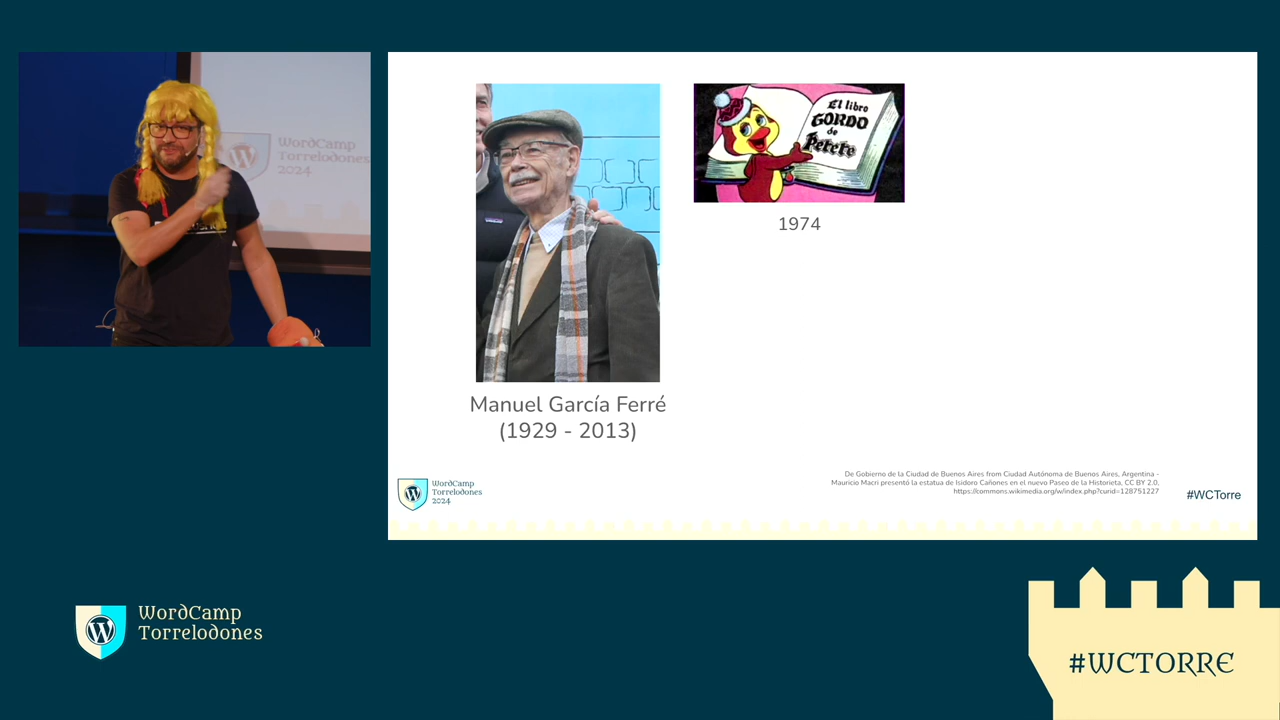 WordCamp
Torrelodones
2024
El libro
GORDO
de
Petete
1974
Manuel García Ferré
(1929 - 2013)
De Gobierno de la Ciudad de Buenos Aires from Ciudad Autónoma de Buenos Aires, Argentina -
Mauricio Macri presentó la estatua de Isidoro Cañones en el nuevo Paseo de la Historieta, CC BY 2.0,
https://commons.wikimedia.org/w/index.php?curid=128751227
WordCamp
Torrelodones
2024
#WCTorre
WordCamp
Torrelodones
#WCTORRE